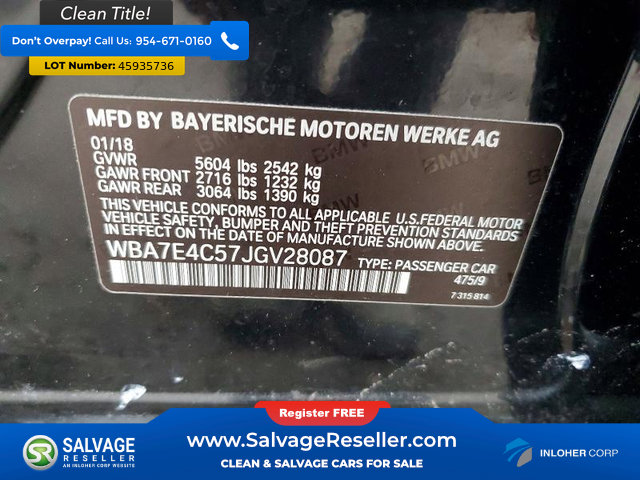 Clean Title!
Don't Overpay! Call Us: 954-671-0160
LOT Number: 45935736
MFD BY BAYERISCHE MOTOREN WERKE AG
01/18
GVWR 5604 lbs 2542 kg
GAWR FRONT 2716 lbs 1232 kg
GAWR REAR 3064 lbs 1390 kg
THIS VEHICLE CONFORMS TO ALL APPLICABLE U.S.FEDERAL MOTOR
VEHICLE SAFETY, BUMPER AND THEFT PREVENTION STANDARDS
IN EFFECT ON THE DATE OF MANUFACTURE SHOWN ABOVE.
WBA7E4C57JGV28087 TYPE: PASSENGER CAR
475/9
7 315 814
Register FREE
SALVAGE
RESELLER
AN INLOHER CORP WEBSITE
www.SalvageReseller.com
CLEAN & SALVAGE CARS FOR SALE
INLOHER CORP